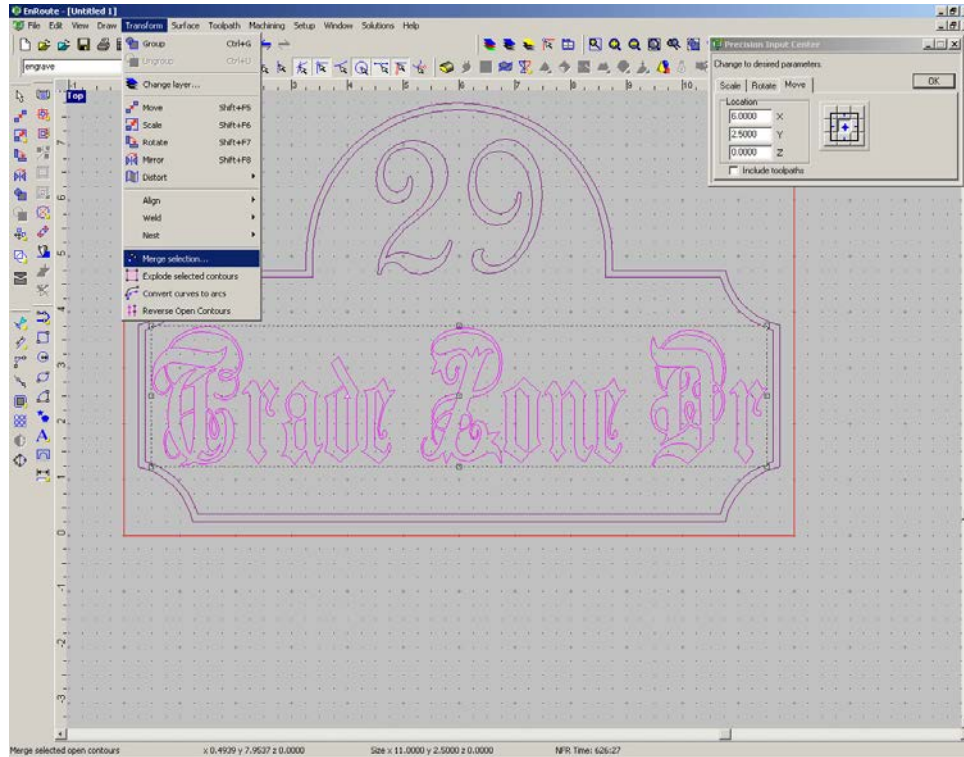 EnRoute - [Untitled 1]
File Edit View Draw Transform Surface Toolpath Machining Setup Window Solutions Help
engrave
Top
Group Ctrl+G
Ungroup Ctrl+U
Change layer...
Move Shift+F5
Scale Shift+F6
Rotate Shift+F7
Mirror Shift+F8
Distort
Align
Weld
Nest
Merge selection...
Explode selected contours
Convert curves to arcs
Reverse Open Contours
Precision Input Center
Change to desired parameters.
Scale Rotate Move
OK
Location
6.0000 X
2.5000 Y
0.0000 Z
Include toolpaths
29
Trade Zone Dr
Merge selected open contours x 0.4939 y 7.9537 z 0.0000 Size x 11.0000 y 2.5000 z 0.0000 NFR Time: 626:27